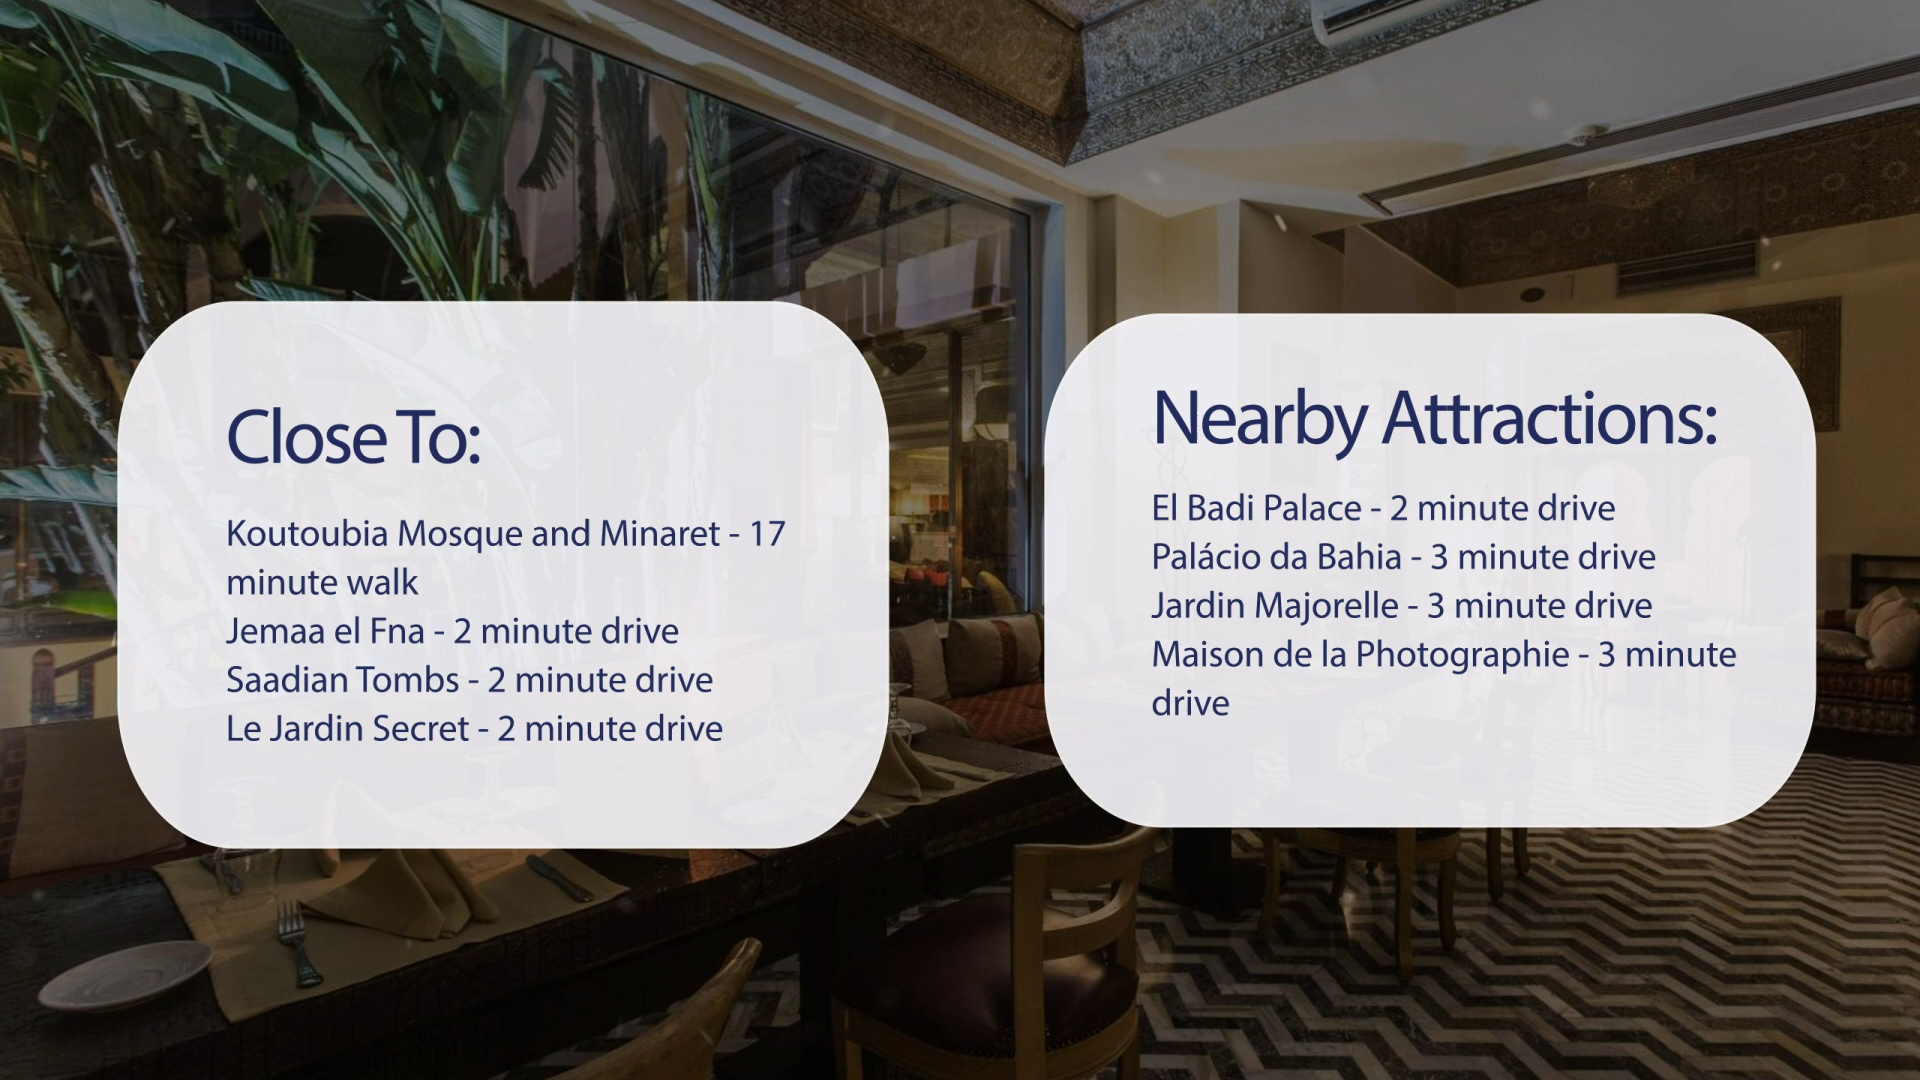 Close To:
Koutoubia Mosque and Minaret - 17
minute walk
Jemaa el Fna - 2 minute drive
Saadian Tombs - 2 minute drive
Le Jardin Secret - 2 minute drive
Nearby Attractions:
El Badi Palace - 2 minute drive
Palácio da Bahia - 3 minute drive
Jardin Majorelle - 3 minute drive
Maison de la Photographie - 3 minute
drive